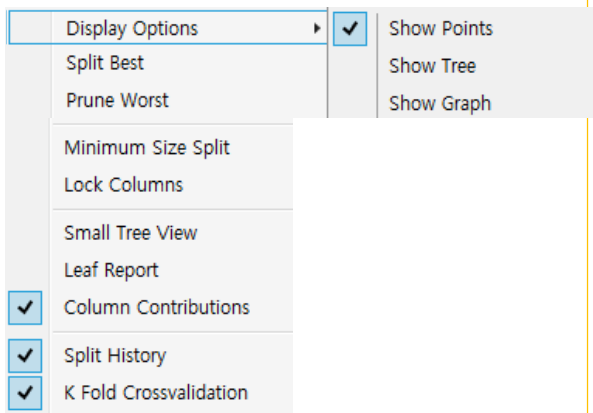 Display Options
Show Points
Split Best
Show Tree
Prune Worst
Show Graph
Minimum Size Split
Lock Columns
Small Tree View
Leaf Report
Column Contributions
Split History
K Fold Crossvalidation